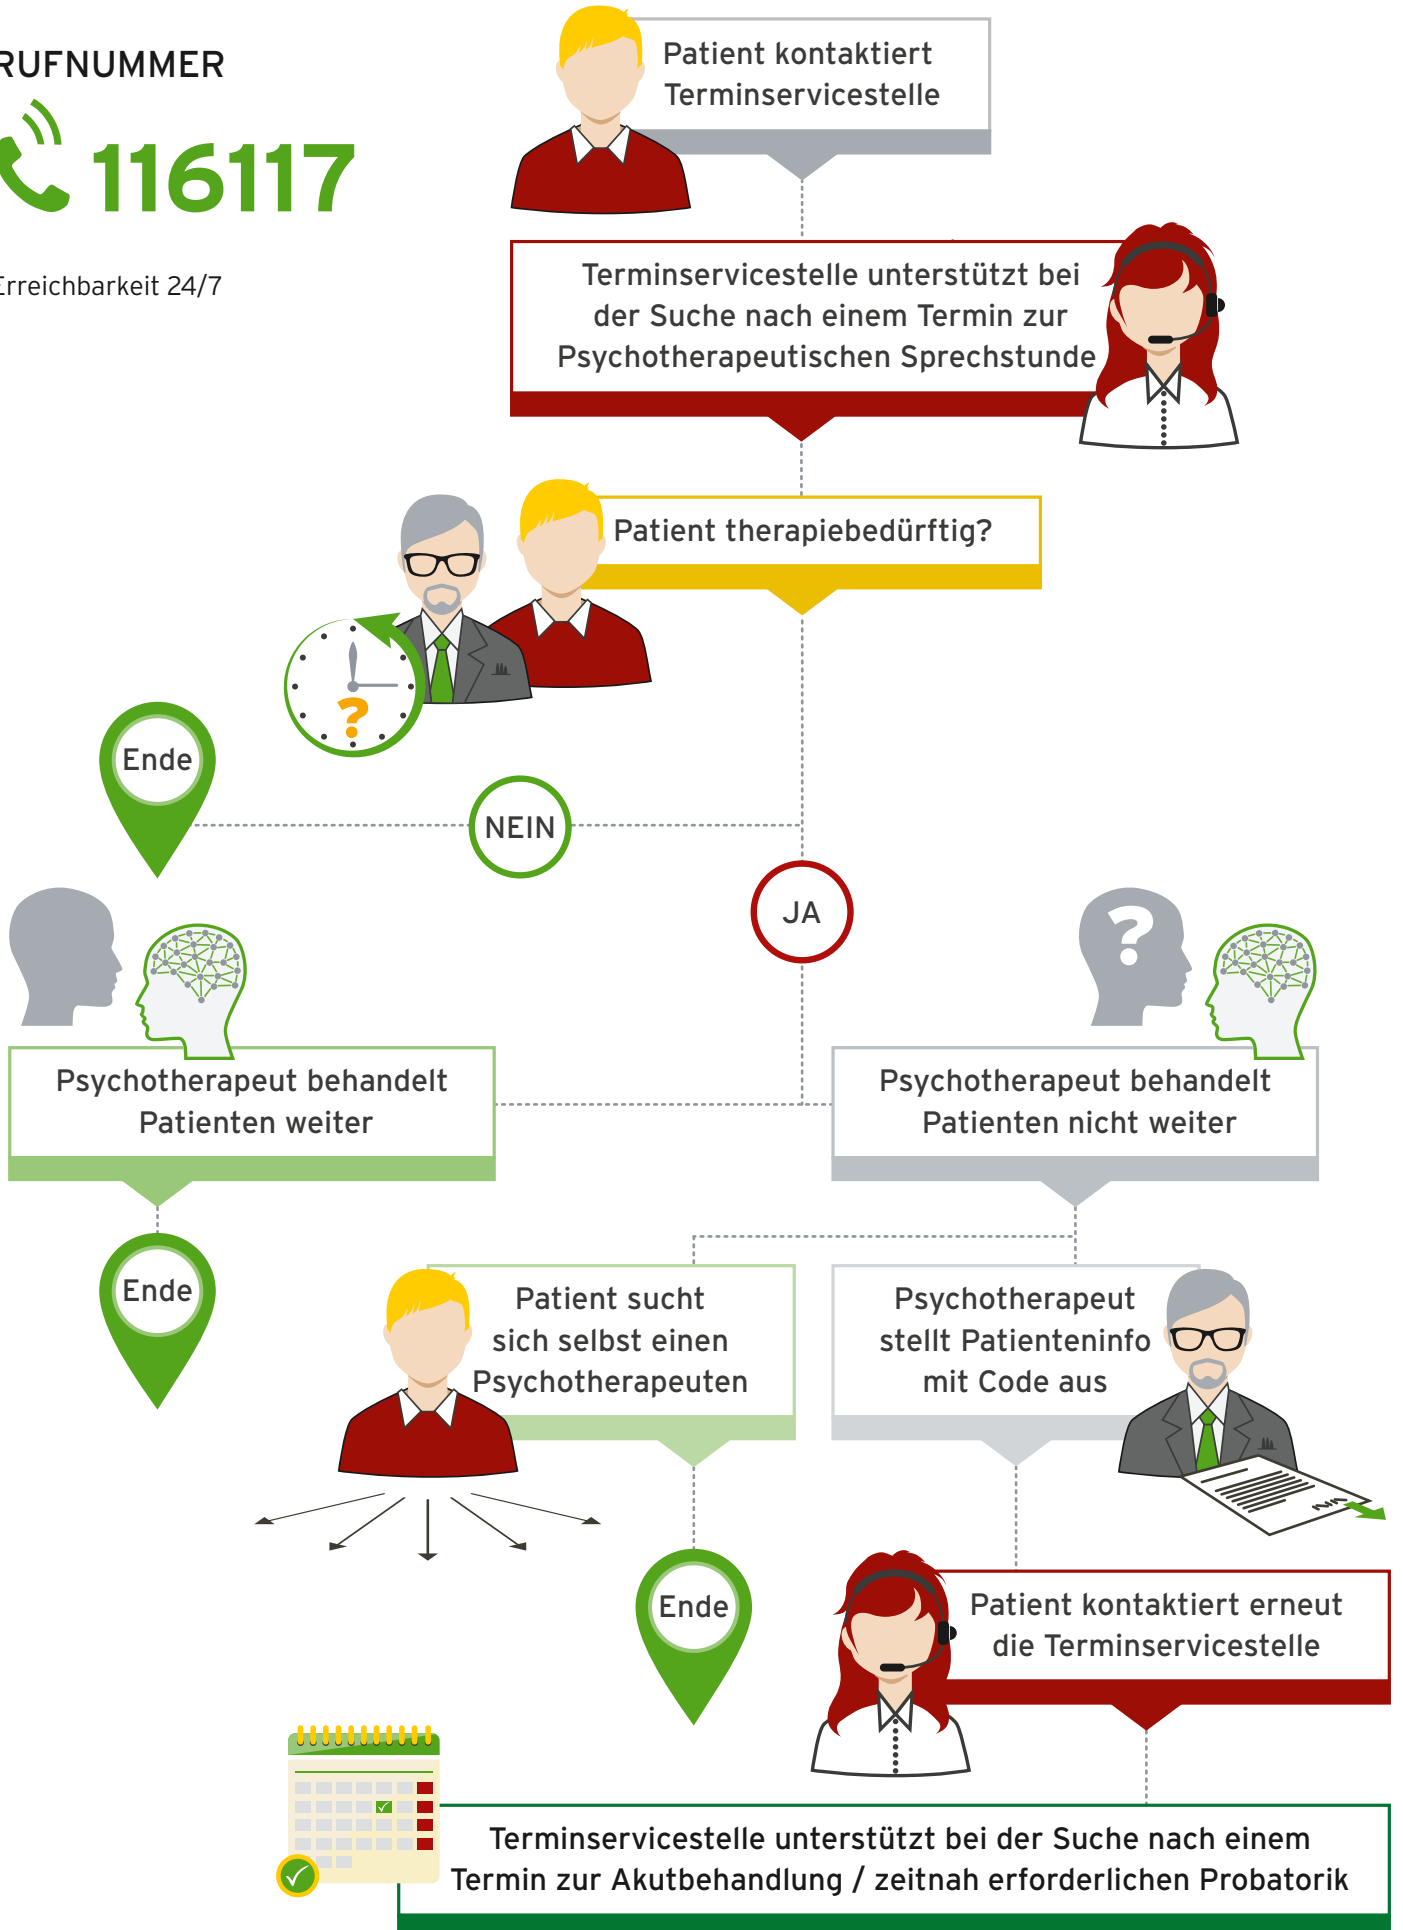 RUFNUMMER
116117
Erreichbarkeit 24/7
Patient kontaktiert
Terminservicestelle
Terminservicestelle unterstützt bei
der Suche nach einem Termin zur
Psychotherapeutischen Sprechstunde
Patient therapiebedürftig?
?
Ende
NEIN
JA
?
Psychotherapeut behandelt
Patienten weiter
Psychotherapeut behandelt
Patienten nicht weiter
Ende
Patient sucht
sich selbst einen
Psychotherapeuten
Psychotherapeut
stellt Patienteninfo
mit Code aus
Ende
Patient kontaktiert erneut
die Terminservicestelle
Terminservicestelle unterstützt bei der Suche nach einem
Termin zur Akutbehandlung / zeitnah erforderlichen Probatorik